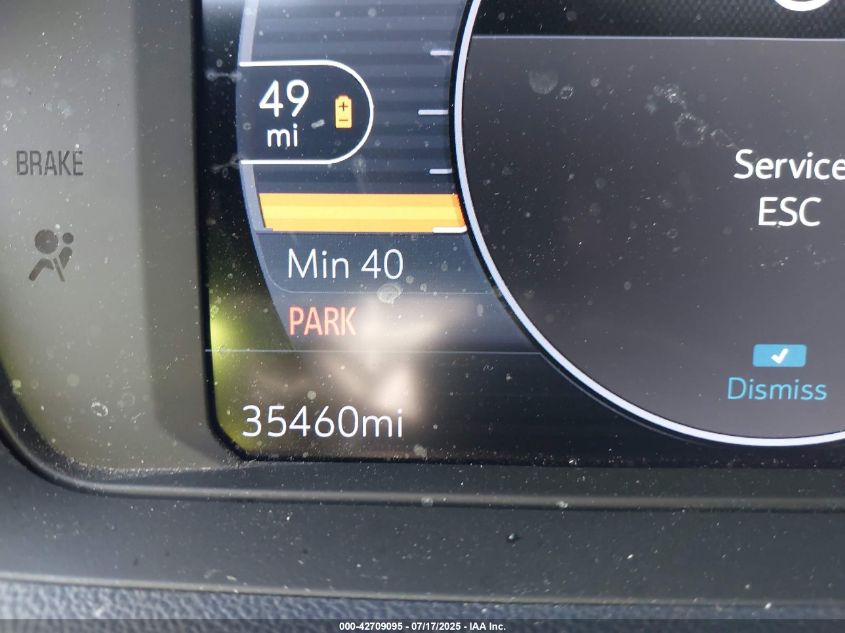 49
mi
BRAKE
Service
ESC
Min 40
PARK
Dismiss
35460mi
000-42709095 - 07/17/2025 - IAA Inc.